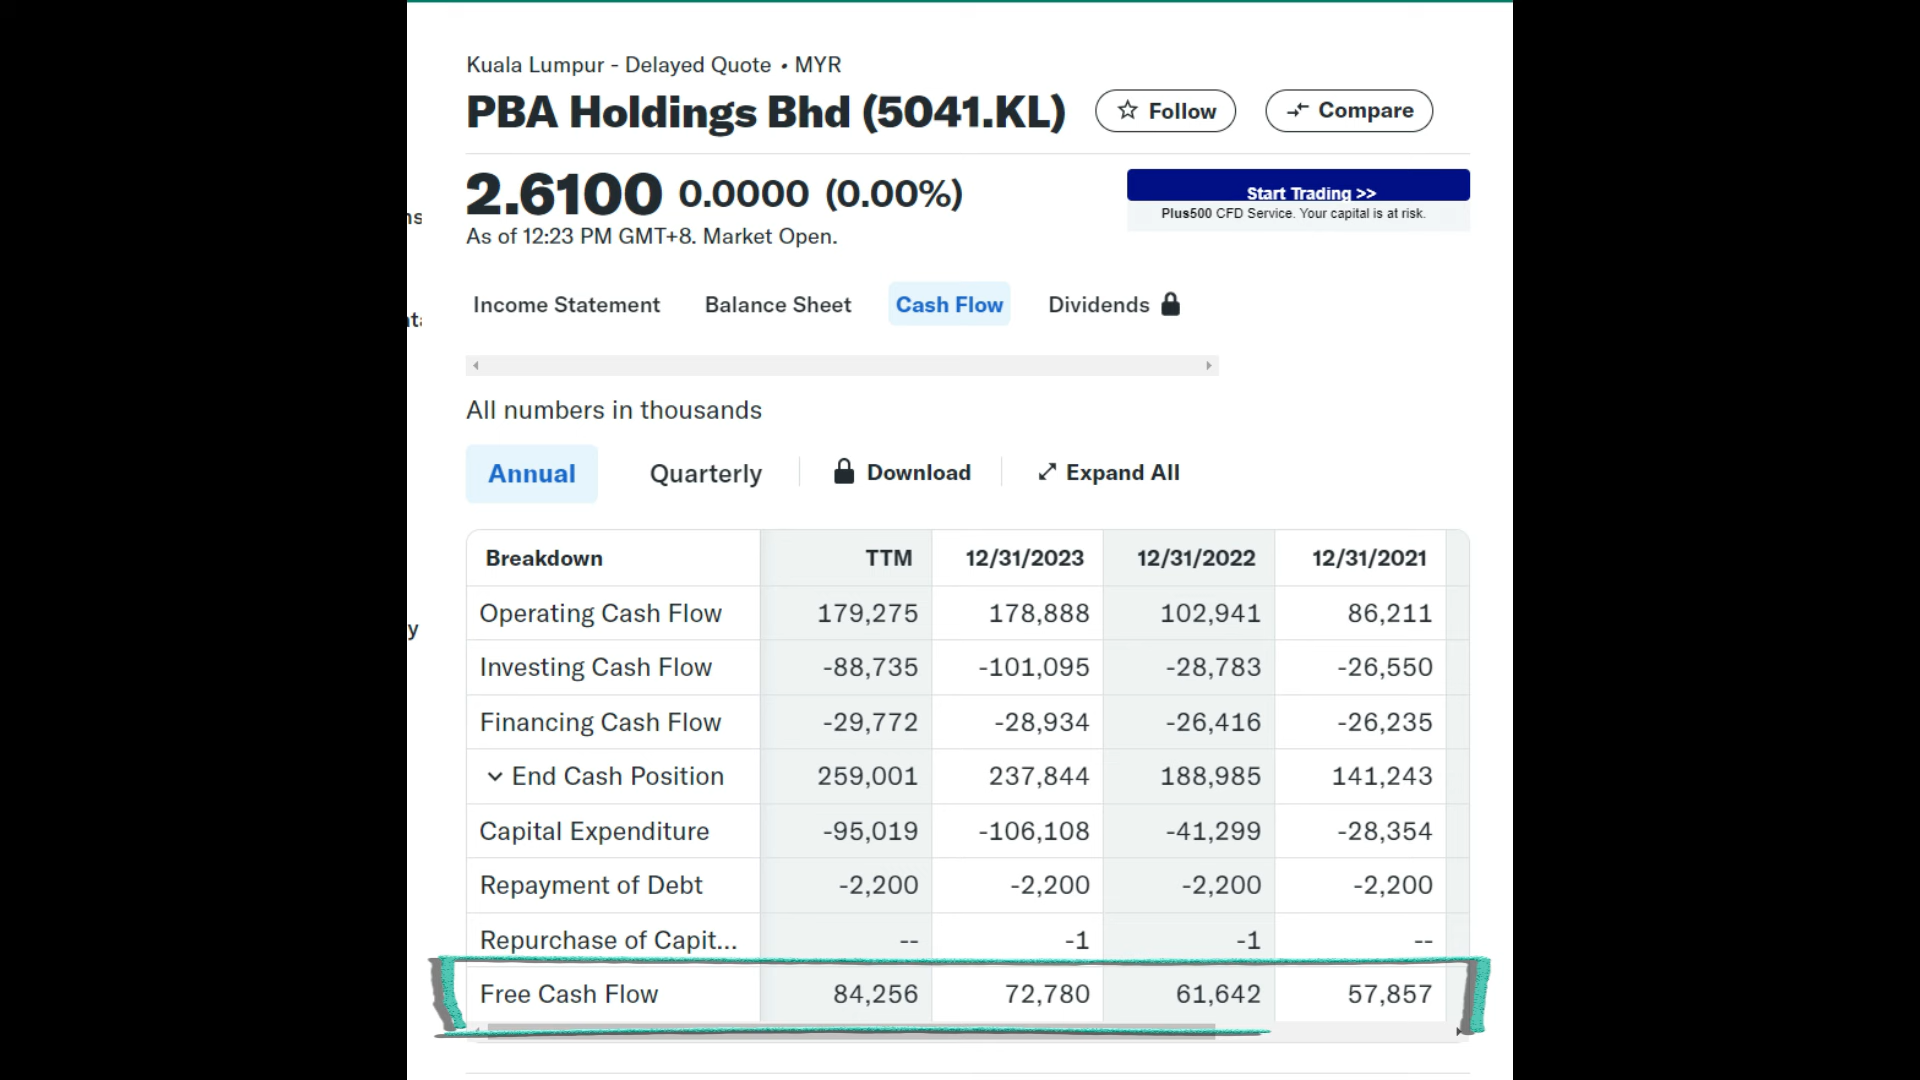 Kuala Lumpur - Delayed Quote • MYR
PBA Holdings Bhd (5041.KL)
Follow
Compare
2.6100 0.0000 (0.00%)
Start Trading >>
Plus500 CFD Service. Your capital is at risk.
As of 12:23 PM GMT+8. Market Open.
Income Statement Balance Sheet Cash Flow Dividends
All numbers in thousands
Annual Quarterly Download Expand All
Breakdown TTM 12/31/2023 12/31/2022 12/31/2021
Operating Cash Flow 179,275 178,888 102,941 86,211
Investing Cash Flow -88,735 -101,095 -28,783 -26,550
Financing Cash Flow -29,772 -28,934 -26,416 -26,235
End Cash Position 259,001 237,844 188,985 141,243
Capital Expenditure -95,019 -106,108 -41,299 -28,354
Repayment of Debt -2,200 -2,200 -2,200 -2,200
Repurchase of Capit... -- -1 -1 --
Free Cash Flow 84,256 72,780 61,642 57,857